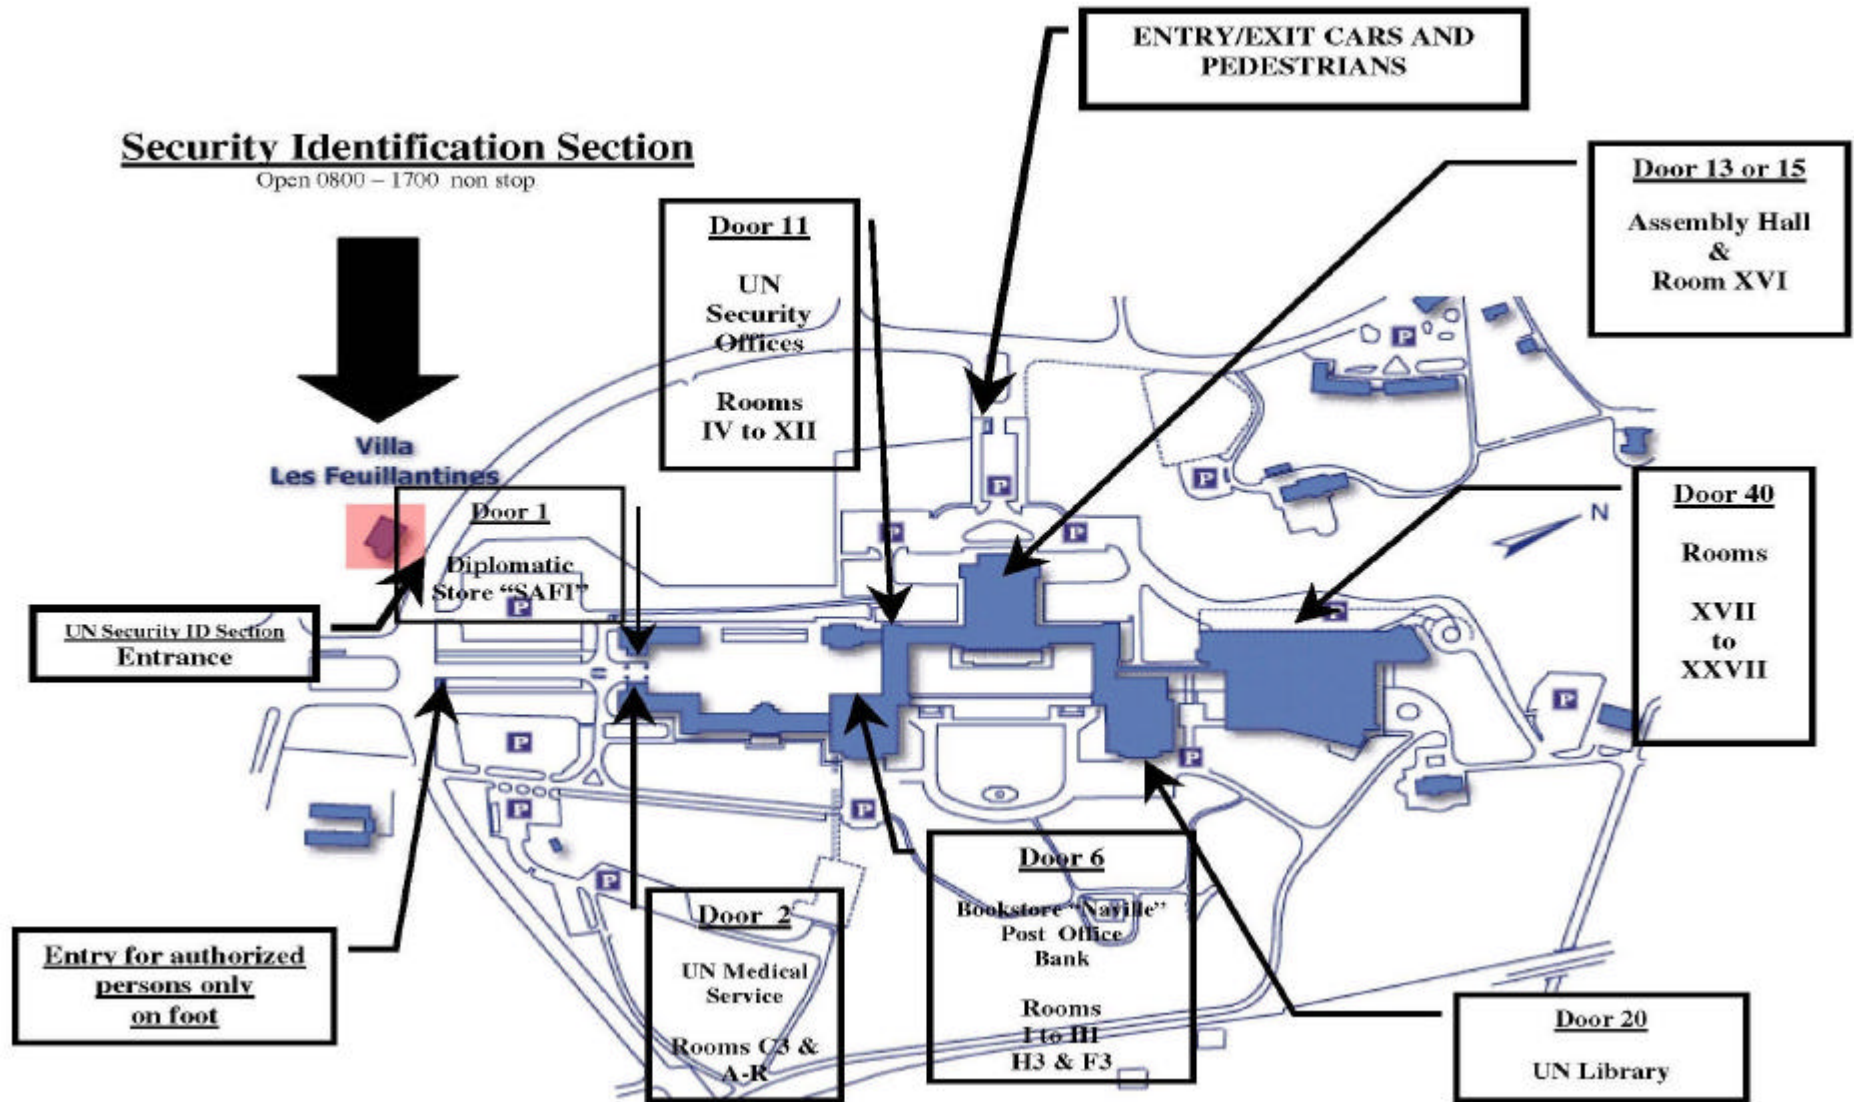 ENTRY/EXIT CARS AND
PEDESTRIANS
Security Identification Section
Open 0800 – 1700 non stop
Door 13 or 15
Assembly Hall
&
Room XVI
Door 11
UN
Security
Offices
Rooms
IV to XII
Villa
Les Feuillantines
Door 1
Diplomatic
Store “SAFI”
Door 40
Rooms
XVII
to
XXVII
N
UN Security ID Section
Entrance
P
P
P
P
P
P
P
P
P
P
P
P
P
P
Entry for authorized
persons only
on foot
Door 2
UN Medical
Service
Rooms C3 &
A-R
Door 6
Bookstore “Naville”
Post Office
Bank
Rooms
I to III
H3 & F3
Door 20
UN Library